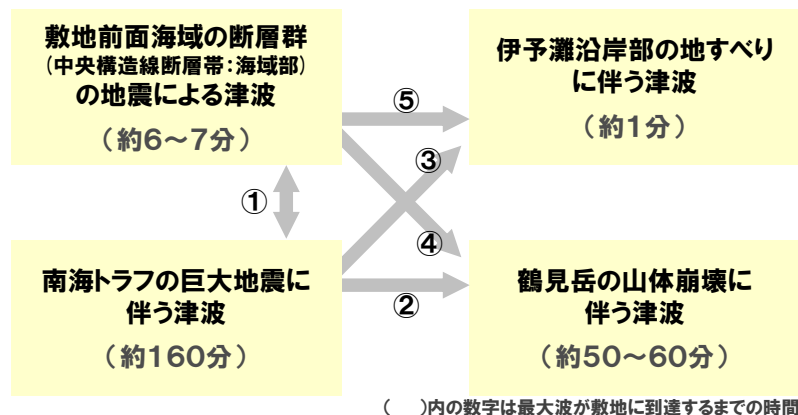 敷地前面海域の断層群
(中央構造線断層帯:海域部)
の地震による津波
(約6~7分)
伊予灘沿岸部の地すべり
に伴う津波
(約1分)
⑤
③
①
④
②
南海トラフの巨大地震に
伴う津波
(約160分)
鶴見岳の山体崩壊に
伴う津波
(約50~60分)
(　)内の数字は最大波が敷地に到達するまでの時間